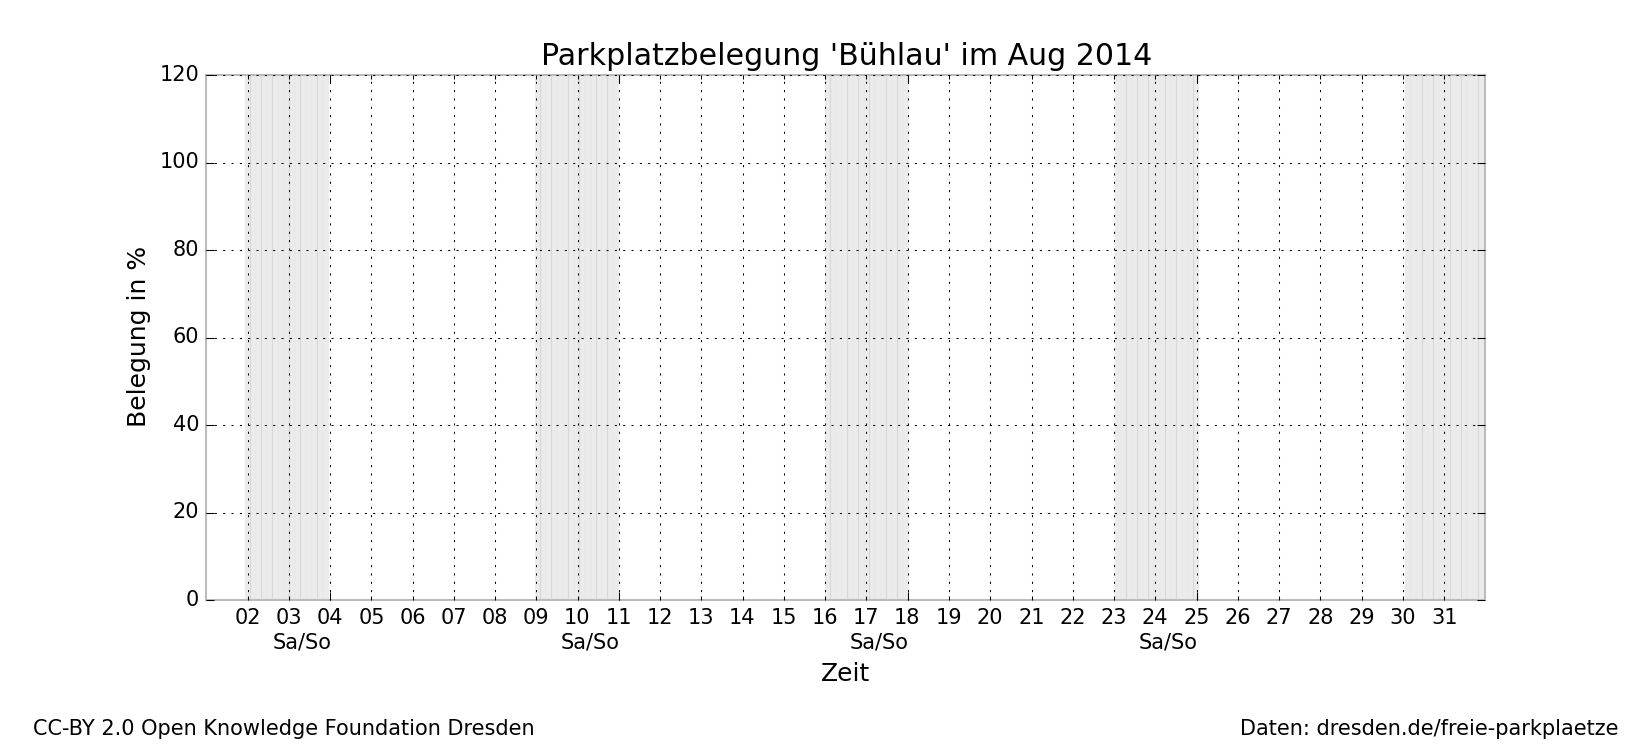 Parkplatzbelegung 'Bühlau' im Aug 2014
120
100
80
60
40
20
0
Belegung in %
02 03 04 05 06 07 08 09 10 11 12 13 14 15 16 17 18 19 20 21 22 23 24 25 26 27 28 29 30 31
Sa/So Sa/So Sa/So Sa/So
Zeit
CC-BY 2.0 Open Knowledge Foundation Dresden
Daten: dresden.de/freie-parkplaetze